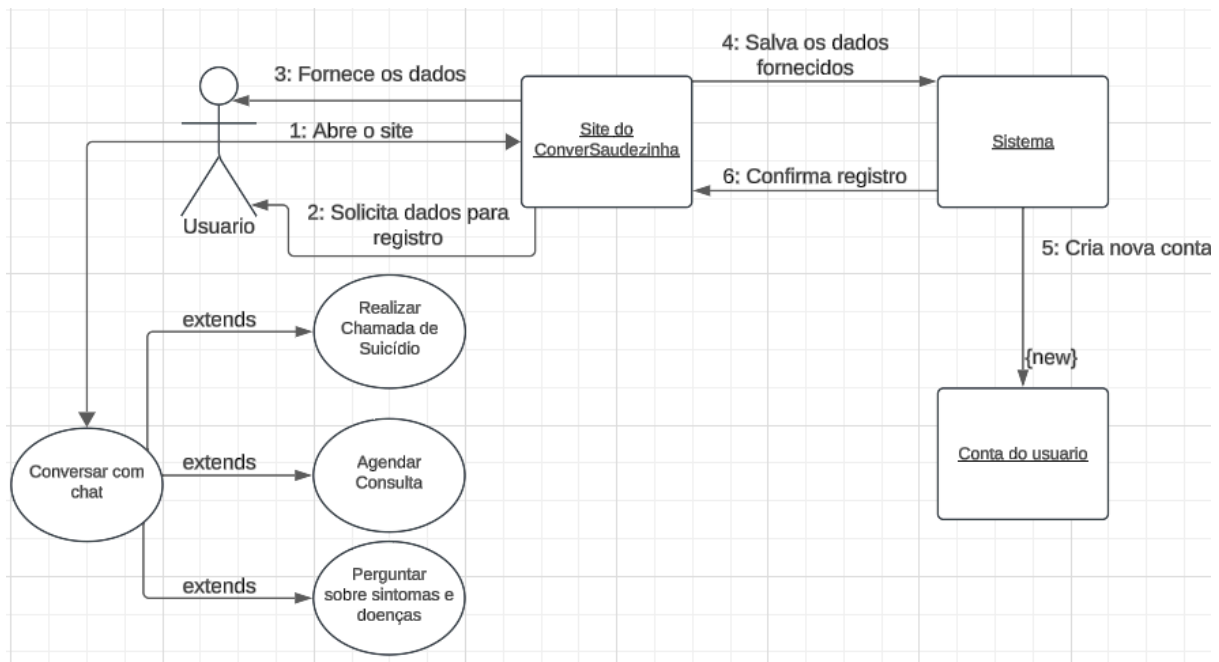 4: Salva os dados
fornecidos
3: Fornece os dados
1: Abre o site
Site do
ConverSaudezinha
Sistema
6: Confirma registro
2: Solicita dados para
registro
Usuario
5: Cria nova conta
Realizar
Chamada de
Suicídio
extends
{new}
Conversar com
chat
extends
Agendar
Consulta
Conta do usuario
extends
Perguntar
sobre sintomas e
doenças